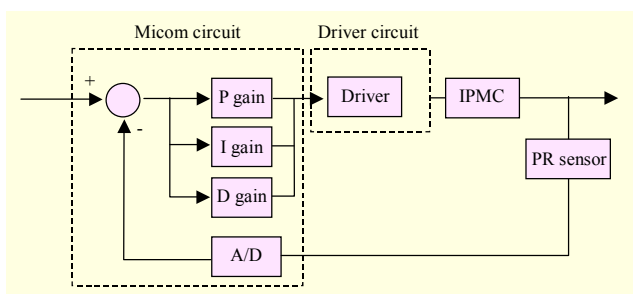 Micom circuit
Driver circuit
+
-
P gain
I gain
D gain
Driver
IPMC
PR sensor
A/D